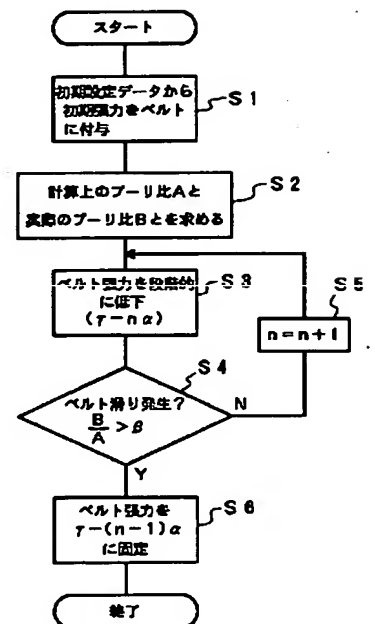 スタート
初期設定データから
初期張力をベルト
に付与
S1
計算上のプーリ比Aと
実際のプーリ比Bとを求める
S2
ベルト張力を段階的
に低下
(τ-nα)
S3
n=n+1
S5
ベルト滑り発生?
B/A>β
S4
N
Y
ベルト張力を
τ-(n-1)α
に固定
S6
終了